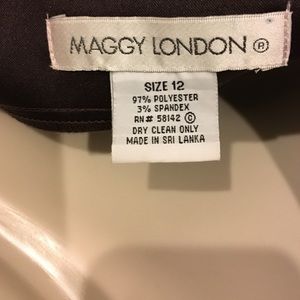 MAGGY LONDON ®
SIZE 12
97% POLYESTER
3% SPANDEX
RN# 58142 ©
DRY CLEAN ONLY
MADE IN SRI LANKA